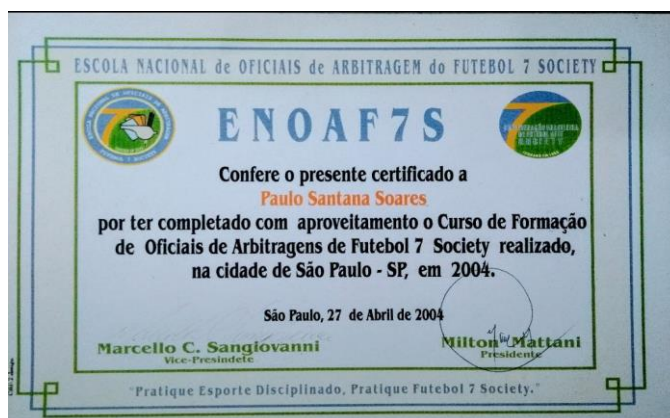 ESCOLA NACIONAL de OFICIAIS de ARBITRAGEM do FUTEBOL 7 SOCIETY
ENOAF7S
Confere o presente certificado a
Paulo Santana Soares
por ter completado com aproveitamento o Curso de Formação
de Oficiais de Arbitragens de Futebol 7 Society realizado,
na cidade de São Paulo - SP, em 2004.
São Paulo, 27 de Abril de 2004
Marcello C. Sangiovanni
Vice-Presindete
Milton Mattani
Presidente
"Pratique Esporte Disciplinado, Pratique Futebol 7 Society."